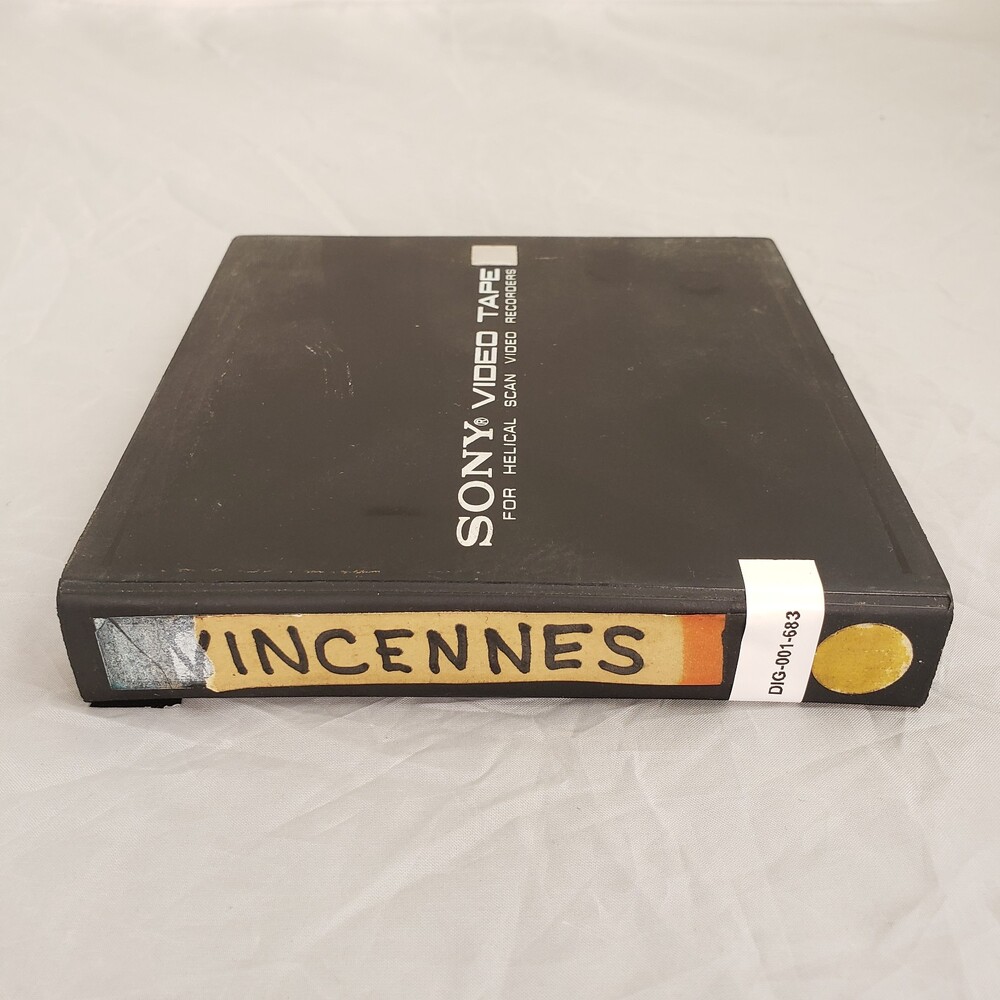 SONY® VIDEO TAPE
FOR HELICAL SCAN VIDEO RECORDERS
VINCENNES
DIG-001-683